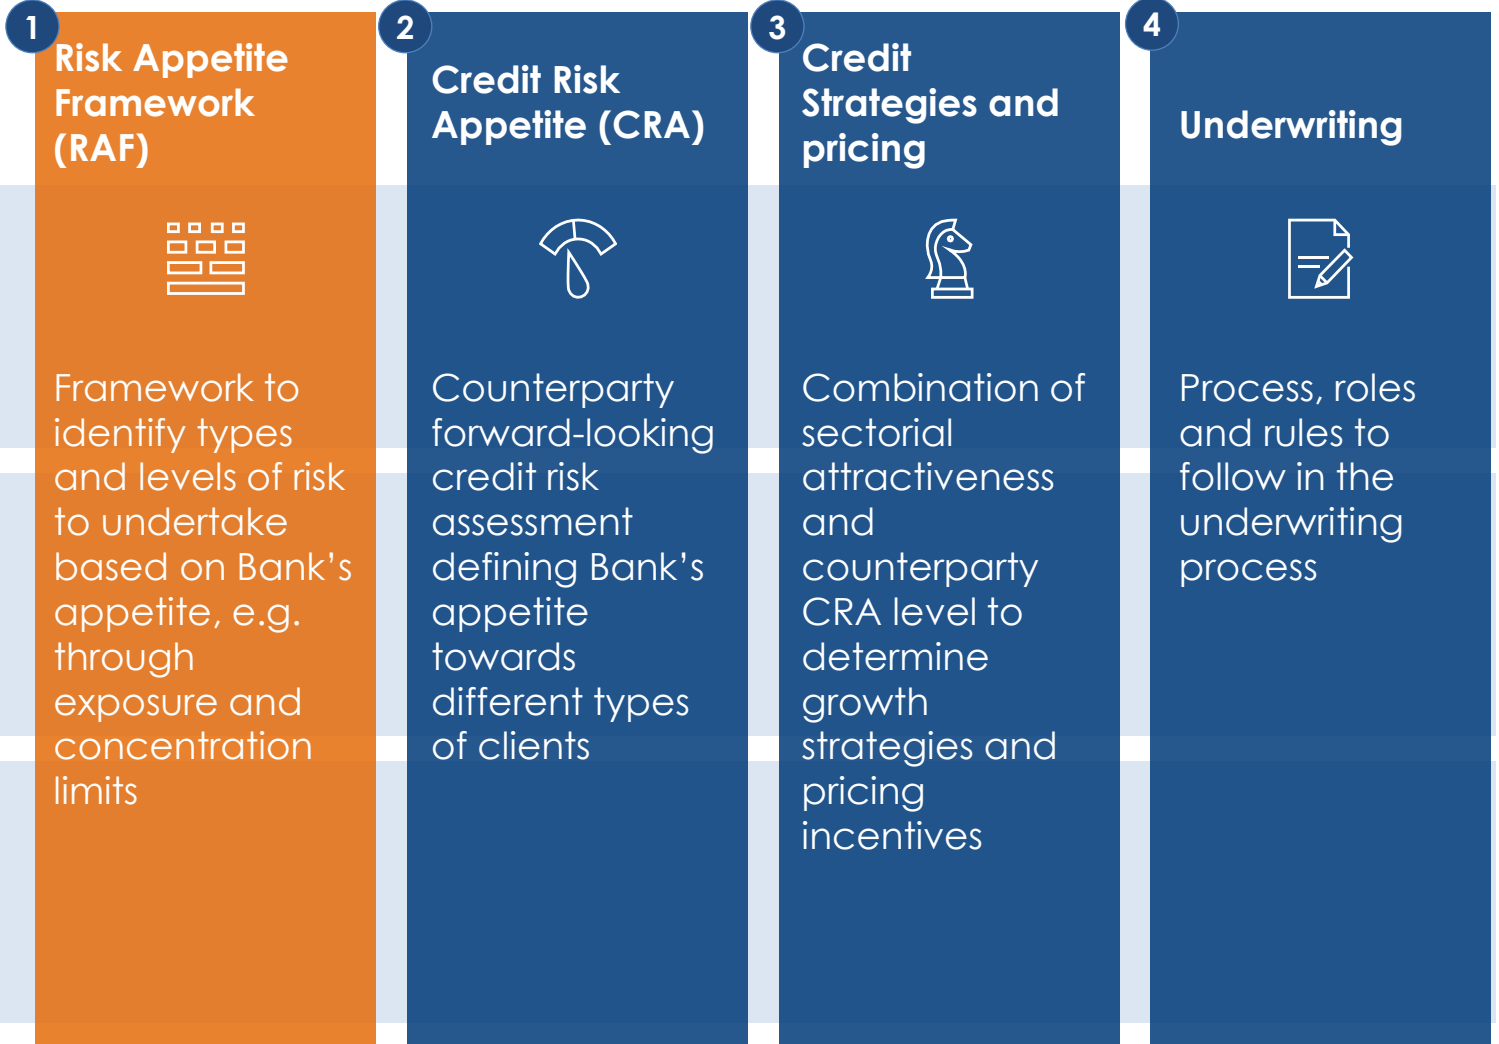 1
Risk Appetite
Framework
(RAF)
Framework to
identify types
and levels of risk
to undertake
based on Bank’s
appetite, e.g.
through
exposure and
concentration
limits
2
Credit Risk
Appetite (CRA)
Counterparty
forward-looking
credit risk
assessment
defining Bank’s
appetite
towards
different types
of clients
3
Credit
Strategies and
pricing
Combination of
sectorial
attractiveness
and
counterparty
CRA level to
determine
growth
strategies and
pricing
incentives
4
Underwriting
Process, roles
and rules to
follow in the
underwriting
process